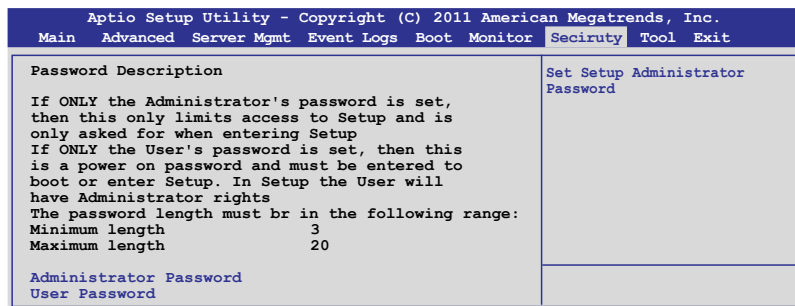 Aptio Setup Utility - Copyright (C) 2011 American Megatrends, Inc.
Main Advanced Server Mgmt Event Logs Boot Monitor Seciruty Tool Exit
Password Description
If ONLY the Administrator's password is set,
then this only limits access to Setup and is
only asked for when entering Setup
If ONLY the User's password is set, then this
is a power on password and must be entered to
boot or enter Setup. In Setup the User will
have Administrator rights
The password length must br in the following range:
Minimum length 3
Maximum length 20
Administrator Password
User Password
Set Setup Administrator
Password